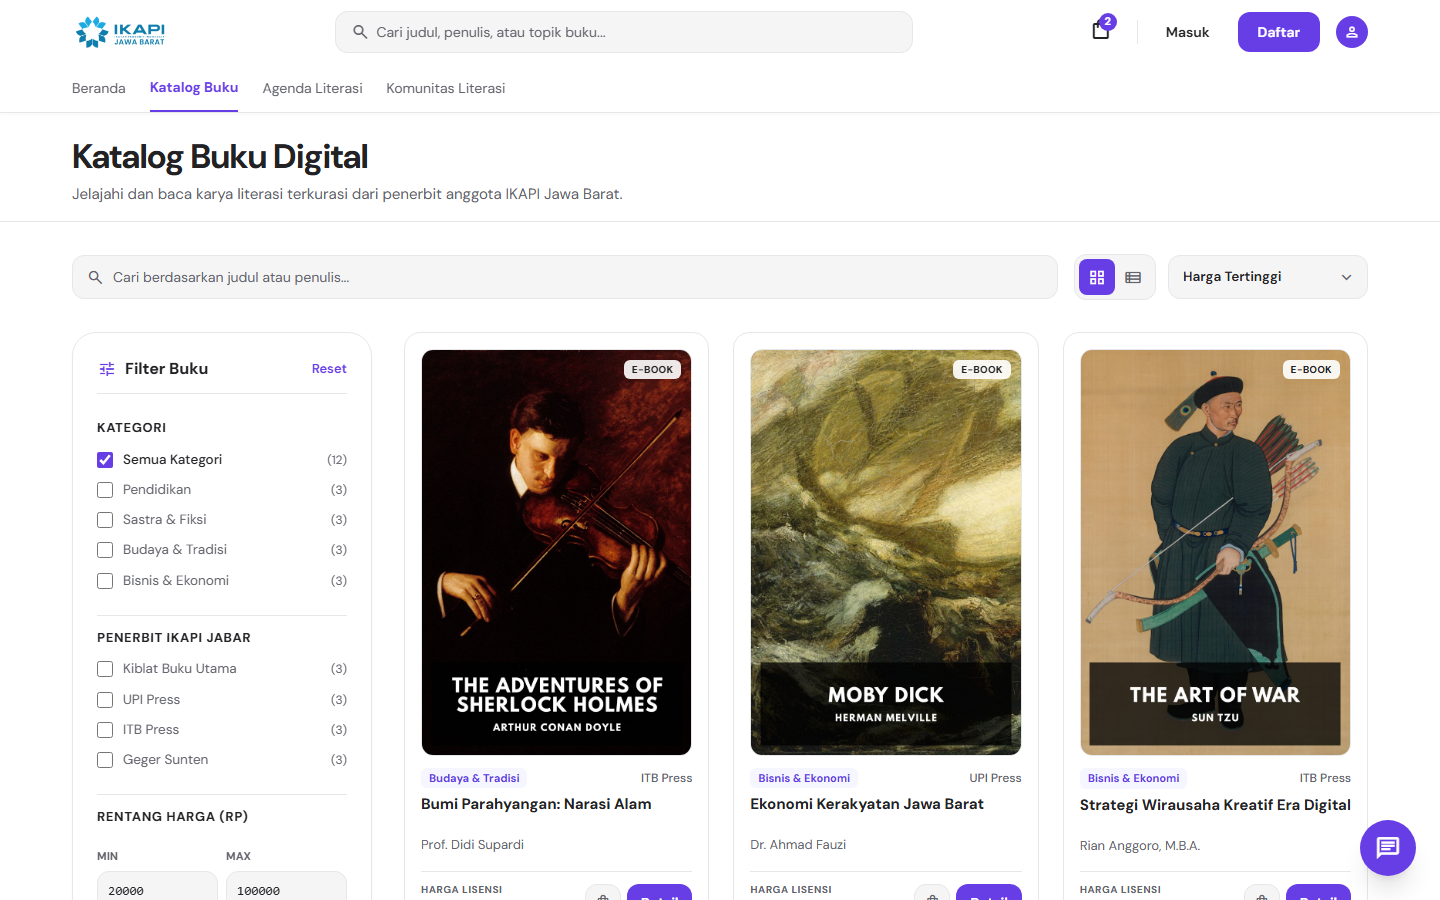 IKAPI
JAWA BARAT
Cari judul, penulis, atau topik buku...
2
Masuk
Daftar
Beranda
Katalog Buku
Agenda Literasi
Komunitas Literasi
Katalog Buku Digital
Jelajahi dan baca karya literasi terkurasi dari penerbit anggota IKAPI Jawa Barat.
Cari berdasarkan judul atau penulis...
Harga Tertinggi
Filter Buku
Reset
KATEGORI
Semua Kategori (12)
Pendidikan (3)
Sastra & Fiksi (3)
Budaya & Tradisi (3)
Bisnis & Ekonomi (3)
PENERBIT IKAPI JABAR
Kiblat Buku Utama (3)
UPI Press (3)
ITB Press (3)
Geger Sunten (3)
RENTANG HARGA (RP)
MIN
MAX
20000
100000
E-BOOK
THE ADVENTURES OF
SHERLOCK HOLMES
ARTHUR CONAN DOYLE
Budaya & Tradisi
ITB Press
Bumi Parahyangan: Narasi Alam
Prof. Didi Supardi
HARGA LISENSI
E-BOOK
MOBY DICK
HERMAN MELVILLE
Bisnis & Ekonomi
UPI Press
Ekonomi Kerakyatan Jawa Barat
Dr. Ahmad Fauzi
HARGA LISENSI
E-BOOK
THE ART OF WAR
SUN TZU
Bisnis & Ekonomi
ITB Press
Strategi Wirausaha Kreatif Era Digital
Rian Anggoro, M.B.A.
HARGA LISENSI